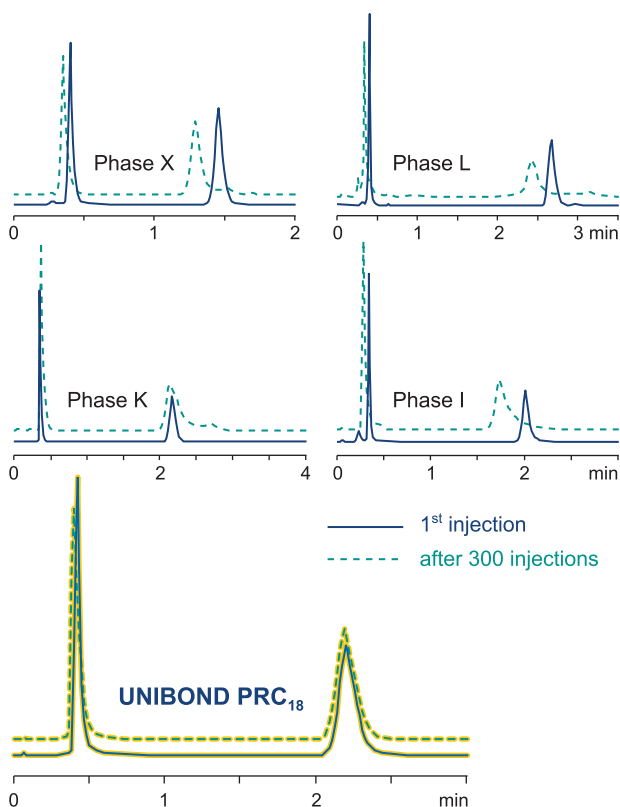 Phase X
0 1 2
Phase L
0 1 2 3 min
Phase K
0 2 4
Phase I
0 1 2 min
1st injection
after 300 injections
UNIBOND PRC18
0 1 2 min